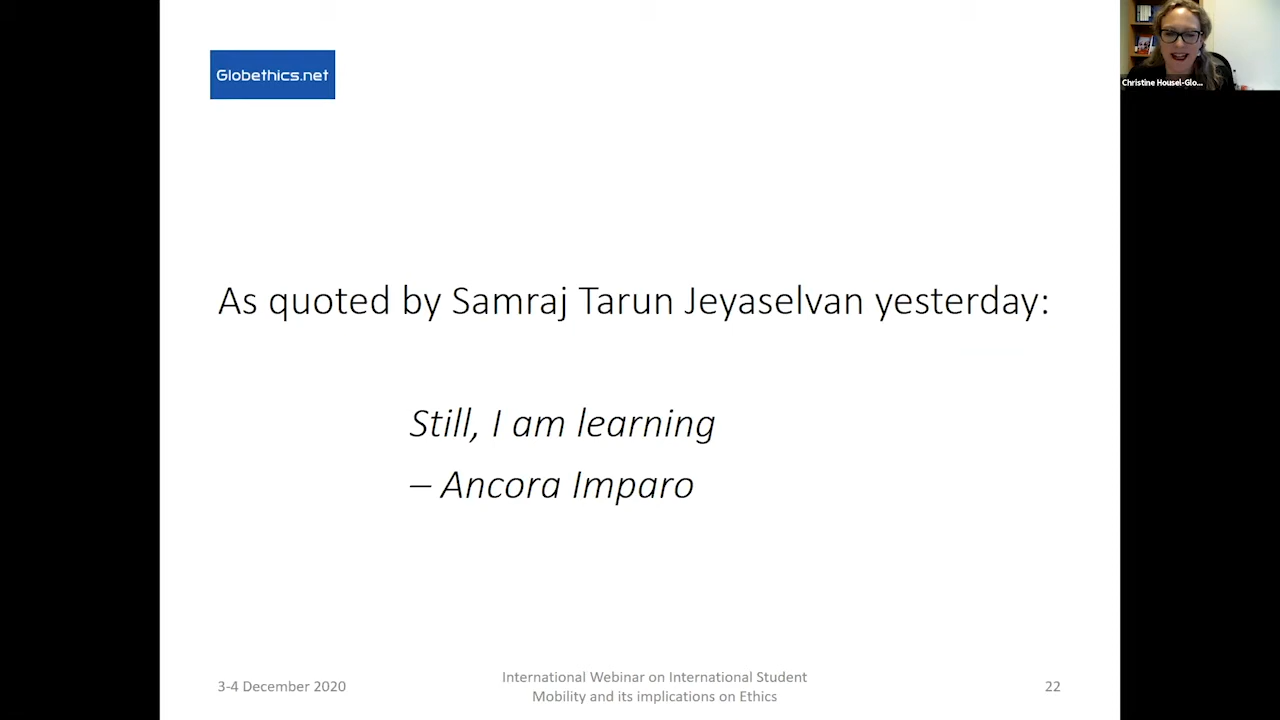 Globethics.net
Christine Housel-Glo...
As quoted by Samraj Tarun Jeyaselvan yesterday:
Still, I am learning
– Ancora Imparo
3-4 December 2020
International Webinar on International Student
Mobility and its implications on Ethics
22